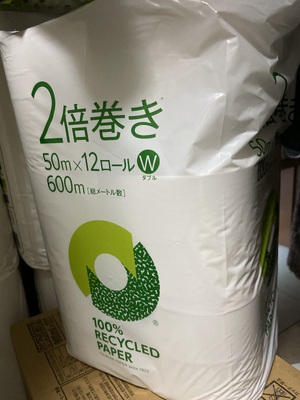 2倍巻き
50m×12ロール W
ダブル
600m [総メートル数]
®
100%
RECYCLED
PAPER